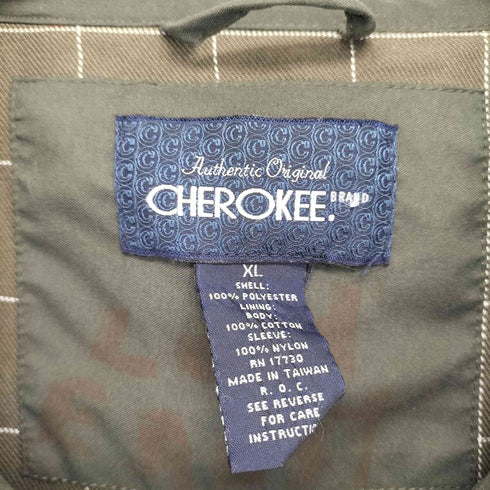 Authentic Original
CHEROKEE. BRAND
XL
SHELL:
100% POLYESTER
LINING:
BODY:
100% COTTON
SLEEVE:
100% NYLON
RN 17730
MADE IN TAIWAN
R. O. C.
SEE REVERSE
FOR CARE